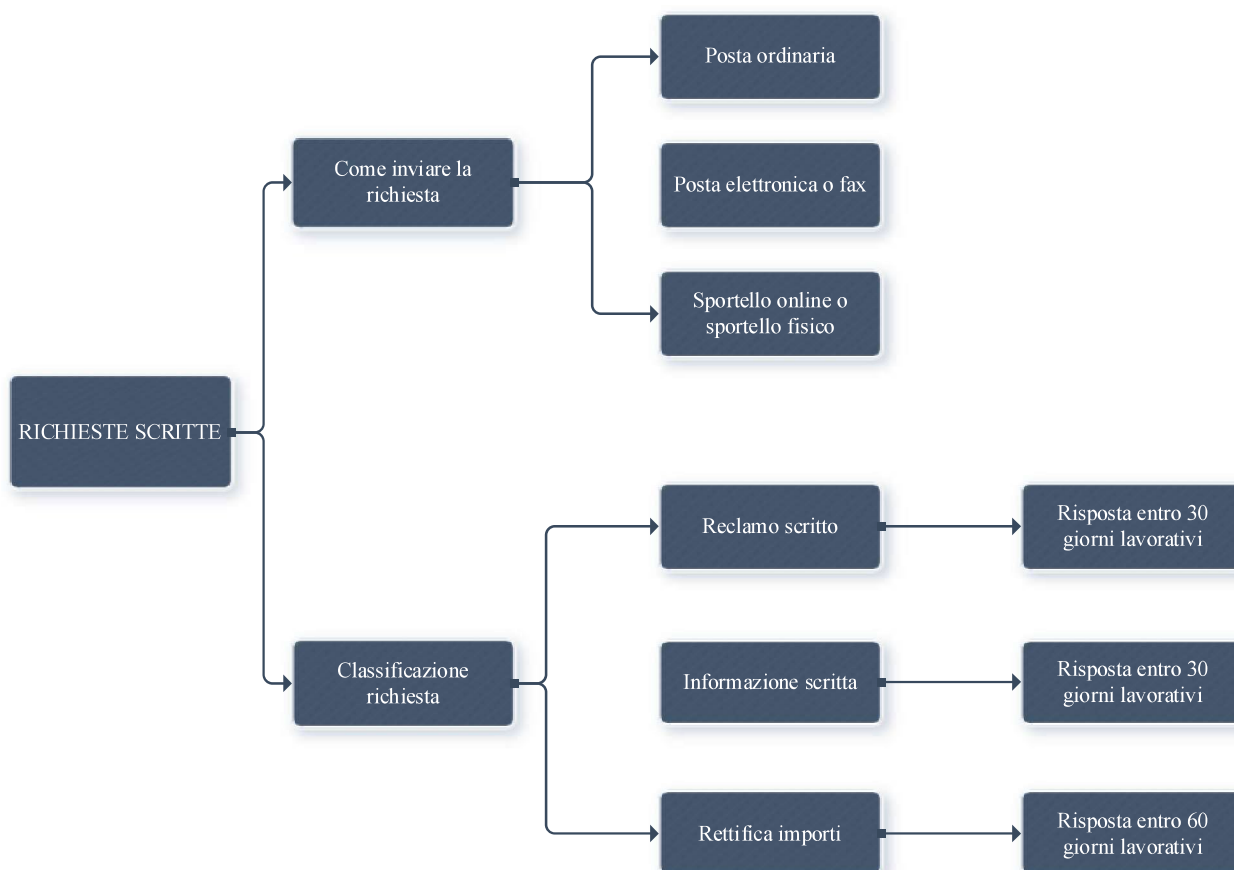 Posta ordinaria
Come inviare la
richiesta
Posta elettronica o fax
Sportello online o
sportello fisico
RICHIESTE SCRITTE
Classificazione
richiesta
Reclamo scritto
Risposta entro 30
giorni lavorativi
Informazione scritta
Risposta entro 30
giorni lavorativi
Rettifica importi
Risposta entro 60
giorni lavorativi